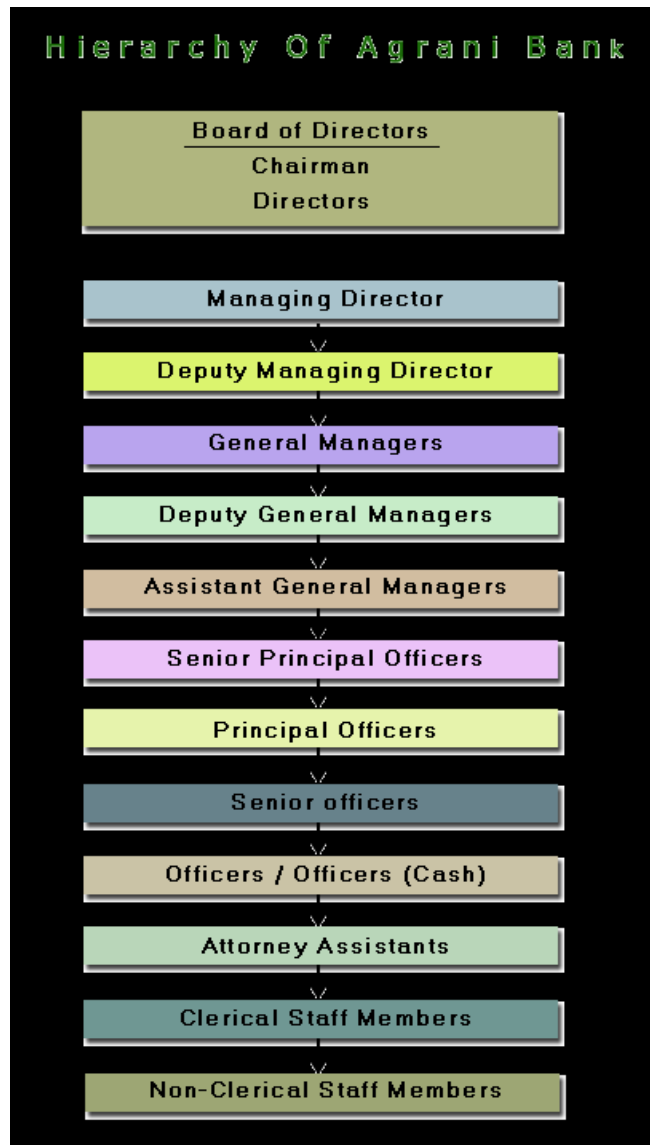 Hierarchy Of Agrani Bank
Board of Directors
Chairman
Directors
Managing Director
Deputy Managing Director
General Managers
Deputy General Managers
Assistant General Managers
Senior Principal Officers
Principal Officers
Senior officers
Officers / Officers (Cash)
Attorney Assistants
Clerical Staff Members
Non-Clerical Staff Members